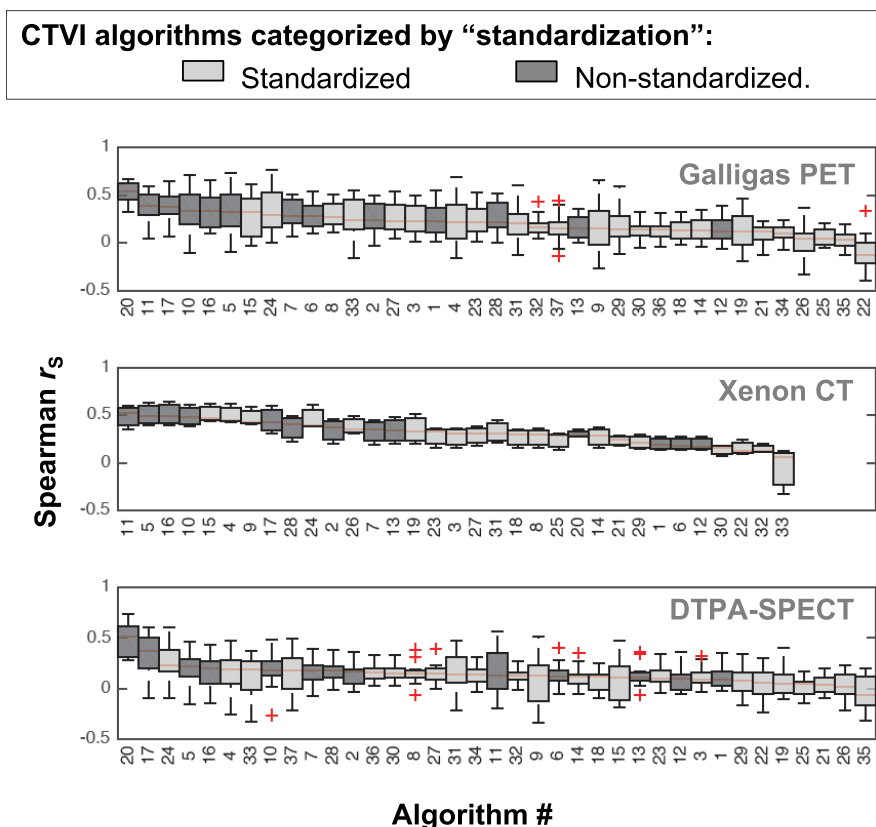 CTVI algorithms categorized by “standardization”:
Standardized Non-standardized.
Galligas PET
1
0.5
0
-0.5
20 11 17 10 16 5 15 24 7 6 8 33 2 27 3 1 4 23 28 31 32 37 13 9 29 30 36 18 14 12 19 21 34 26 25 35 22
Xenon CT
1
0.5
0
-0.5
11 5 16 10 15 4 9 17 28 24 2 26 7 13 19 23 3 27 31 18 8 25 20 14 21 29 1 6 12 30 22 32 33
DTPA-SPECT
1
0.5
0
-0.5
20 17 24 5 16 4 33 10 37 7 28 2 36 30 8 27 31 34 11 32 9 6 14 18 15 13 23 12 3 1 29 22 19 25 21 26 35
Spearman rS
Algorithm #